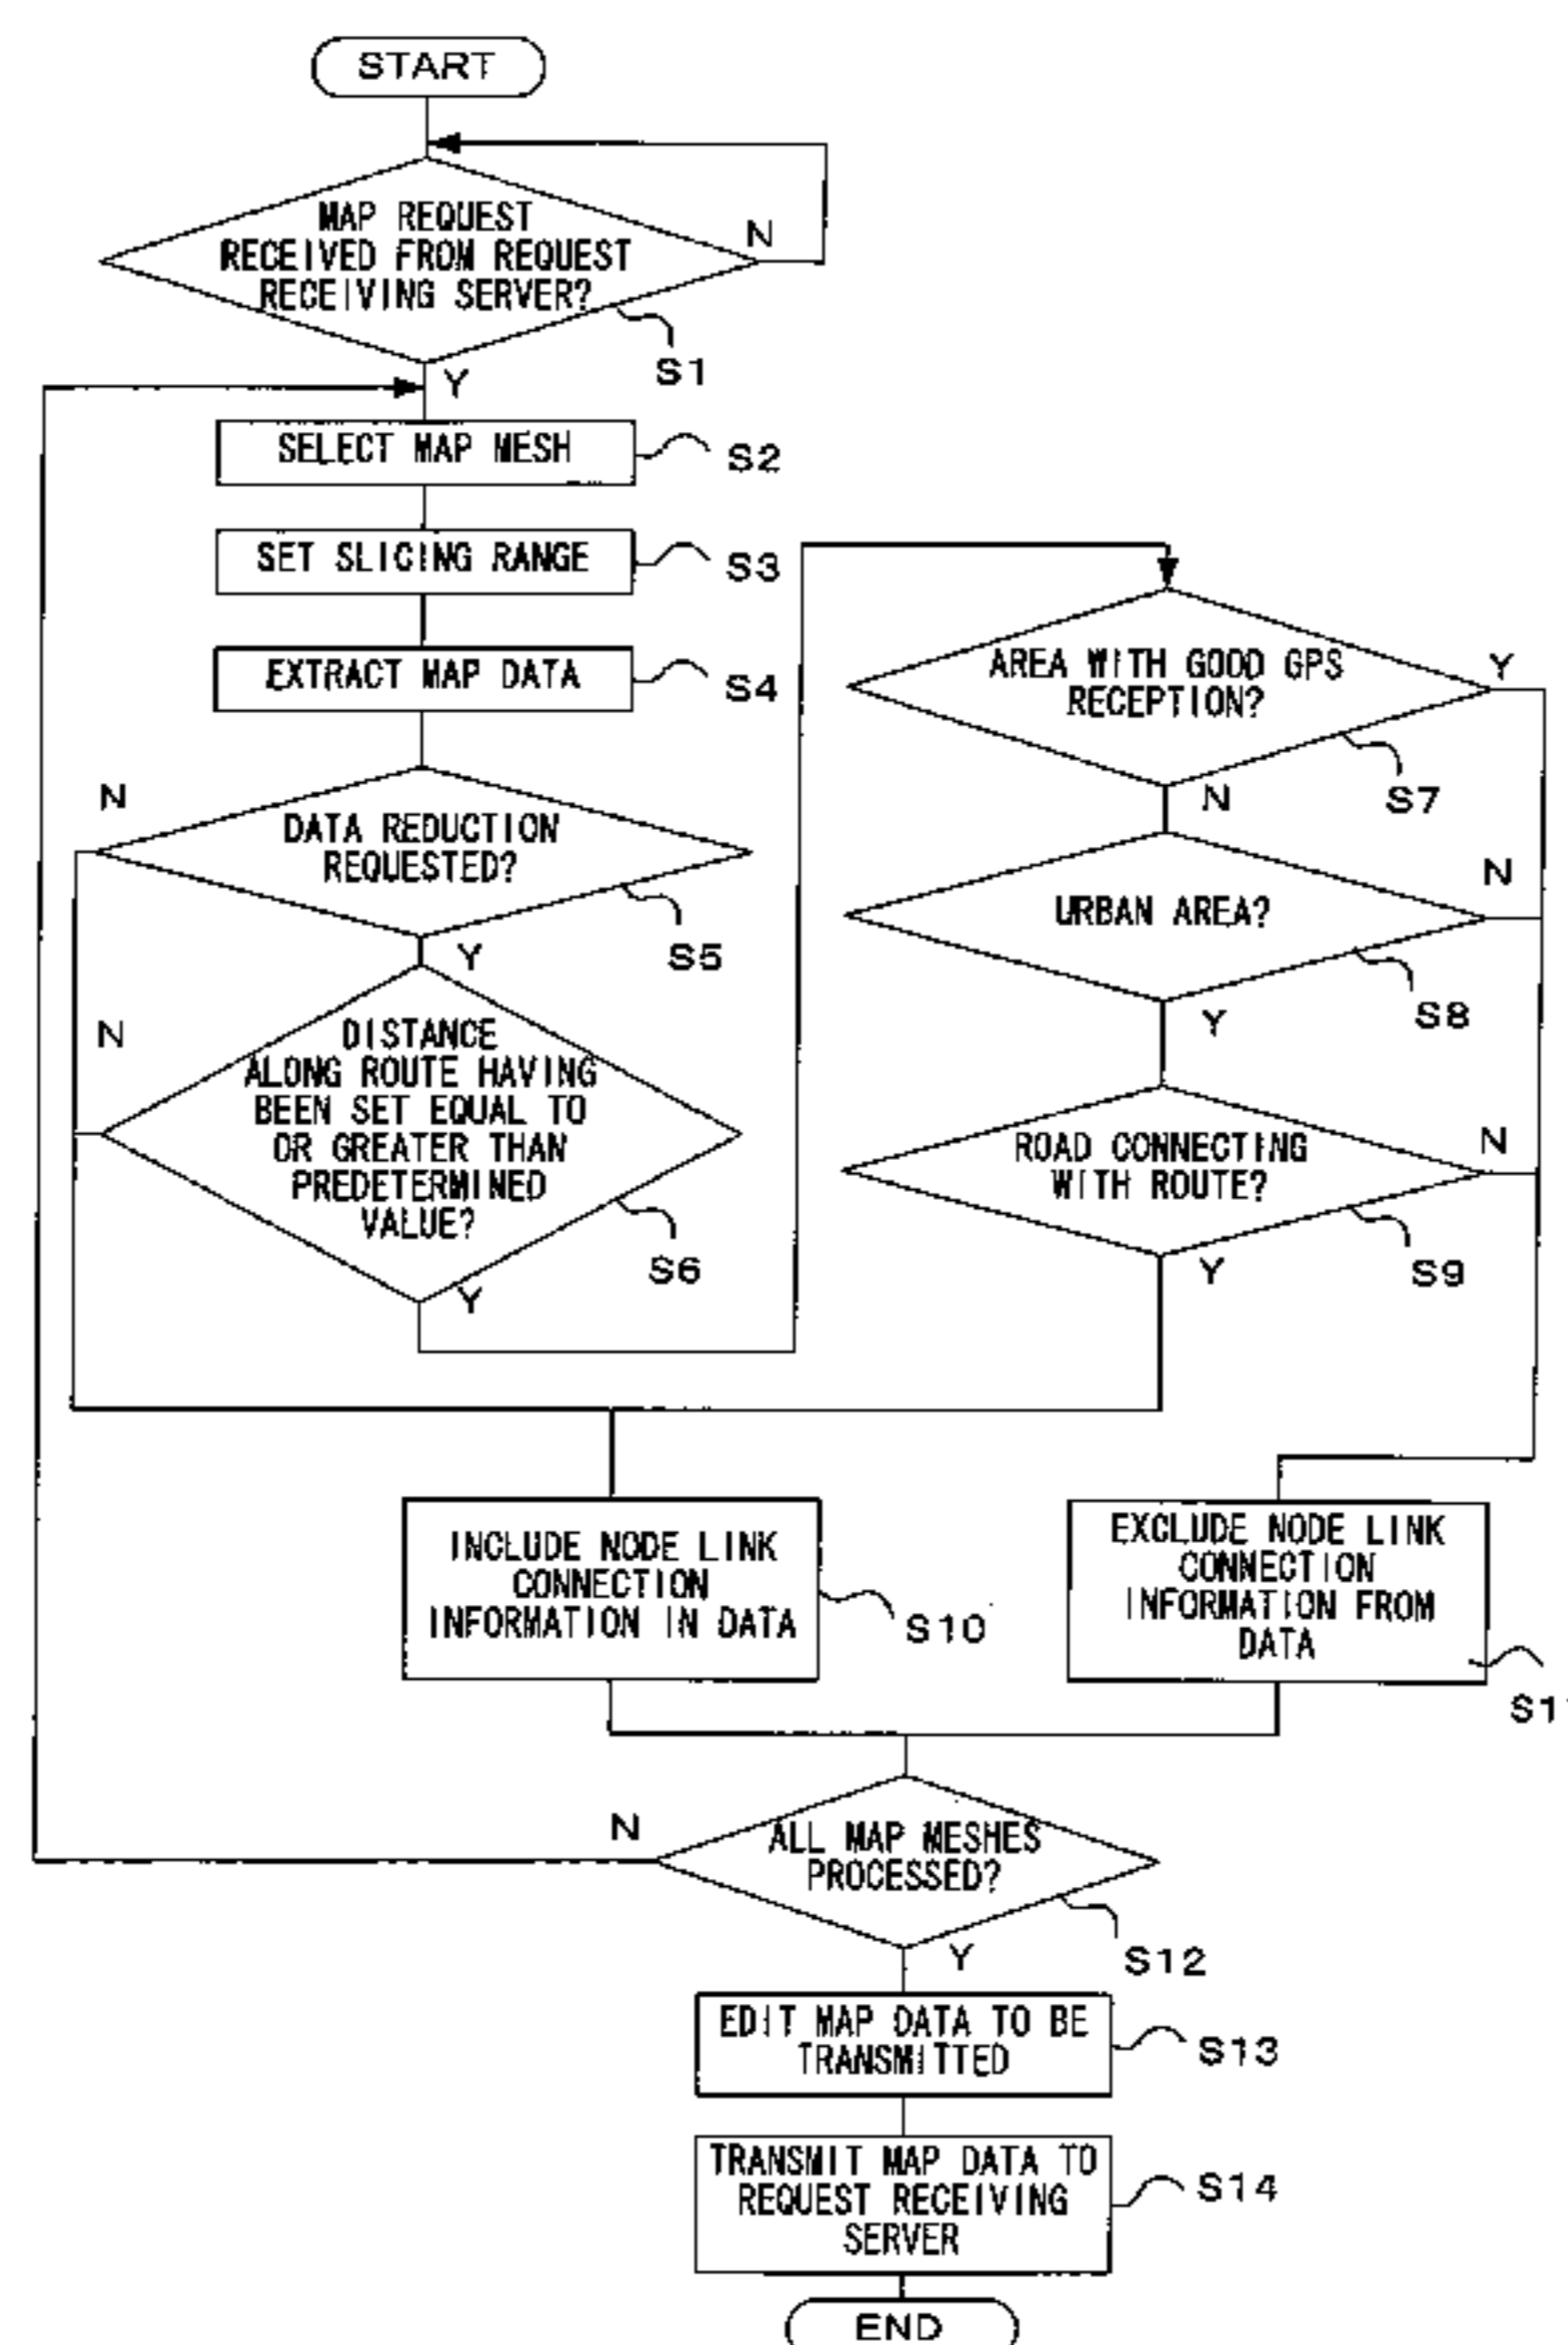 START
MAP REQUEST
RECEIVED FROM REQUEST
RECEIVING SERVER?
N
S1
Y
SELECT MAP MESH
S2
SET SLICING RANGE
S3
EXTRACT MAP DATA
S4
N
DATA REDUCTION
REQUESTED?
S5
Y
N
DISTANCE
ALONG ROUTE HAVING
BEEN SET EQUAL TO
OR GREATER THAN
PREDETERMINED
VALUE?
S6
Y
AREA WITH GOOD GPS
RECEPTION?
Y
S7
N
URBAN AREA?
N
S8
Y
ROAD CONNECTING
WITH ROUTE?
N
S9
Y
INCLUDE NODE LINK
CONNECTION
INFORMATION IN DATA
S10
EXCLUDE NODE LINK
CONNECTION
INFORMATION FROM
DATA
N
ALL MAP MESHES
PROCESSED?
S12
Y
EDIT MAP DATA TO BE
TRANSMITTED
S13
TRANSMIT MAP DATA TO
REQUEST RECEIVING
SERVER
S14
END